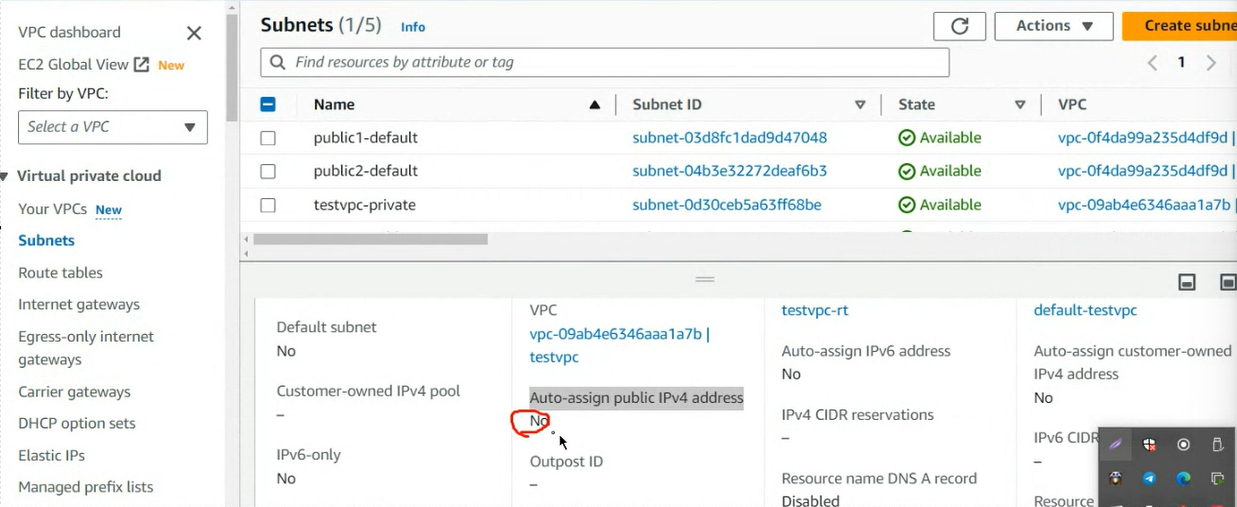 VPC dashboard
EC2 Global View New
Filter by VPC:
Select a VPC
Virtual private cloud
Your VPCs New
Subnets
Route tables
Internet gateways
Egress-only internet
gateways
Carrier gateways
DHCP option sets
Elastic IPs
Managed prefix lists
Subnets (1/5) Info
Actions
Create subne
Find resources by attribute or tag
1
Name Subnet ID State VPC
public1-default subnet-03d8fc1dad9d47048 Available vpc-0f4da99a235d4df9d |
public2-default subnet-04b3e32272deaf6b3 Available vpc-0f4da99a235d4df9d |
testvpc-private subnet-0d30ceb5a63ff68be Available vpc-09ab4e6346aaa1a7b |
Default subnet
No
Customer-owned IPv4 pool
–
IPv6-only
No
VPC
vpc-09ab4e6346aaa1a7b |
testvpc
Auto-assign public IPv4 address
No
Outpost ID
–
testvpc-rt
Auto-assign IPv6 address
No
IPv4 CIDR reservations
–
Resource name DNS A record
Disabled
default-testvpc
Auto-assign customer-owned
IPv4 address
No
IPv6 CIDR
–
Resource